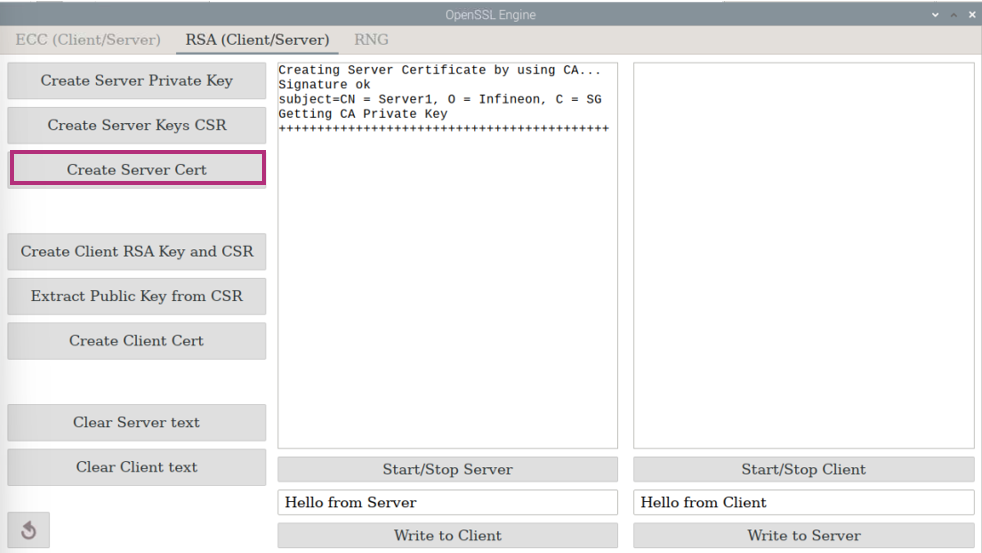 OpenSSL Engine
ECC (Client/Server) RSA (Client/Server) RNG
Create Server Private Key
Create Server Keys CSR
Create Server Cert
Create Client RSA Key and CSR
Extract Public Key from CSR
Create Client Cert
Clear Server text
Clear Client text
Creating Server Certificate by using CA...
Signature ok
subject=CN = Server1, O = Infineon, C = SG
Getting CA Private Key
+++++++++++++++++++++++++++++++++++++++++++
Start/Stop Server
Hello from Server
Write to Client
Start/Stop Client
Hello from Client
Write to Server